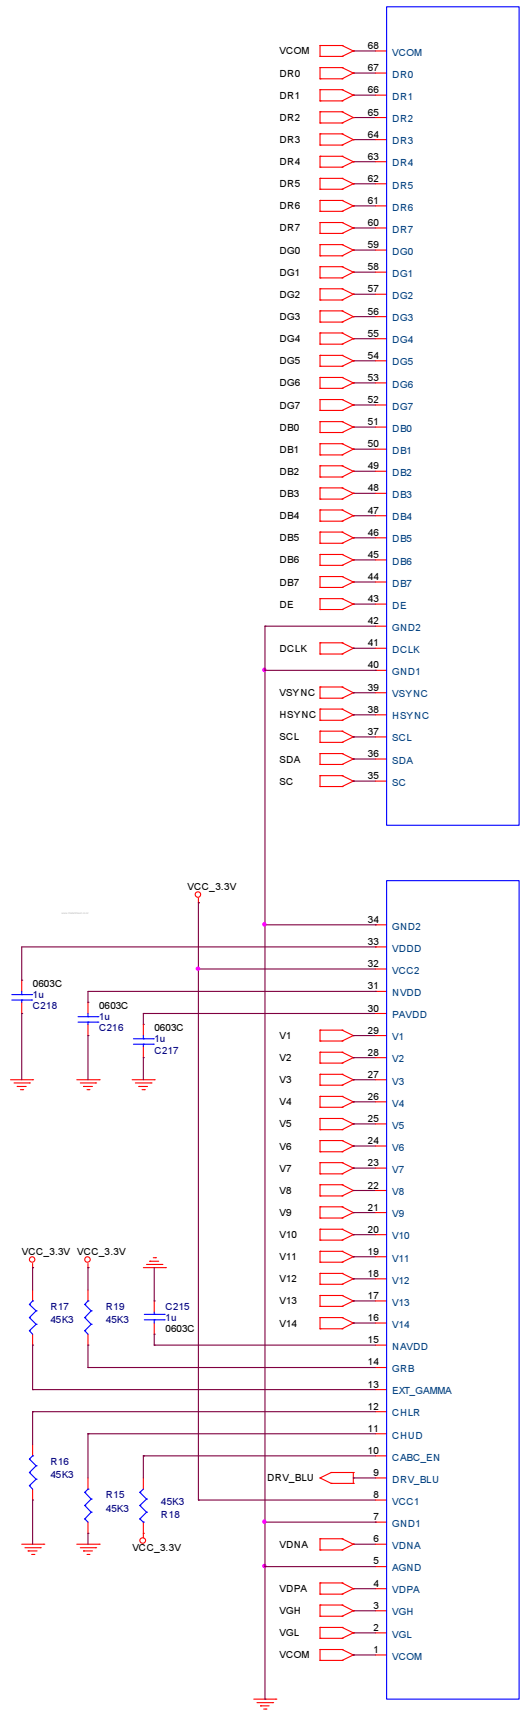 VCOM 68 VCOM
DR0 67 DR0
DR1 66 DR1
DR2 65 DR2
DR3 64 DR3
DR4 63 DR4
DR5 62 DR5
DR6 61 DR6
DR7 60 DR7
DG0 59 DG0
DG1 58 DG1
DG2 57 DG2
DG3 56 DG3
DG4 55 DG4
DG5 54 DG5
DG6 53 DG6
DG7 52 DG7
DB0 51 DB0
DB1 50 DB1
DB2 49 DB2
DB3 48 DB3
DB4 47 DB4
DB5 46 DB5
DB6 45 DB6
DB7 44 DB7
DE 43 DE
42 GND2
DCLK 41 DCLK
40 GND1
VSYNC 39 VSYNC
HSYNC 38 HSYNC
SCL 37 SCL
SDA 36 SDA
SC 35 SC
VCC_3.3V
34 GND2
33 VDDD
32 VCC2
31 NVDD
30 PAVDD
0603C
1u
C218
0603C
1u
C216
0603C
1u
C217
V1 29 V1
V2 28 V2
V3 27 V3
V4 26 V4
V5 25 V5
V6 24 V6
V7 23 V7
V8 22 V8
V9 21 V9
V10 20 V10
V11 19 V11
V12 18 V12
V13 17 V13
V14 16 V14
VCC_3.3V VCC_3.3V
R17
45K3
R19
45K3
C215
1u
0603C
15 NAVDD
14 GRB
13 EXT_GAMMA
12 CHLR
11 CHUD
10 CABC_EN
R16
45K3
R15
45K3
45K3
R18
VCC_3.3V
DRV_BLU 9 DRV_BLU
8 VCC1
7 GND1
VDNA 6 VDNA
5 AGND
VDPA 4 VDPA
VGH 3 VGH
VGL 2 VGL
VCOM 1 VCOM